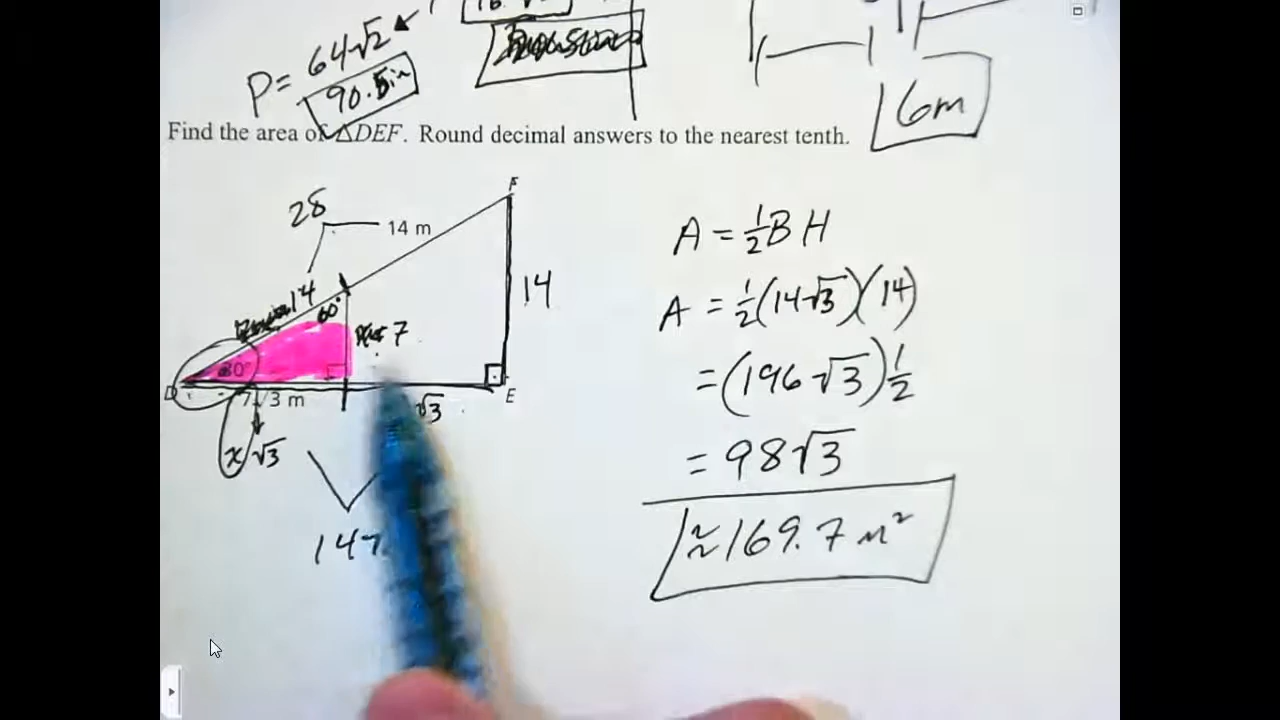 P= 64√2
90.5in
6m
Find the area of △DEF. Round decimal answers to the nearest tenth.
F
28
14 m
A = ½BH
14
60°
14
A = ½(14√3)(14)
7
30°
= (196√3)½
D
7√3 m
√3
E
x√3
= 98√3
≈169.7 m²